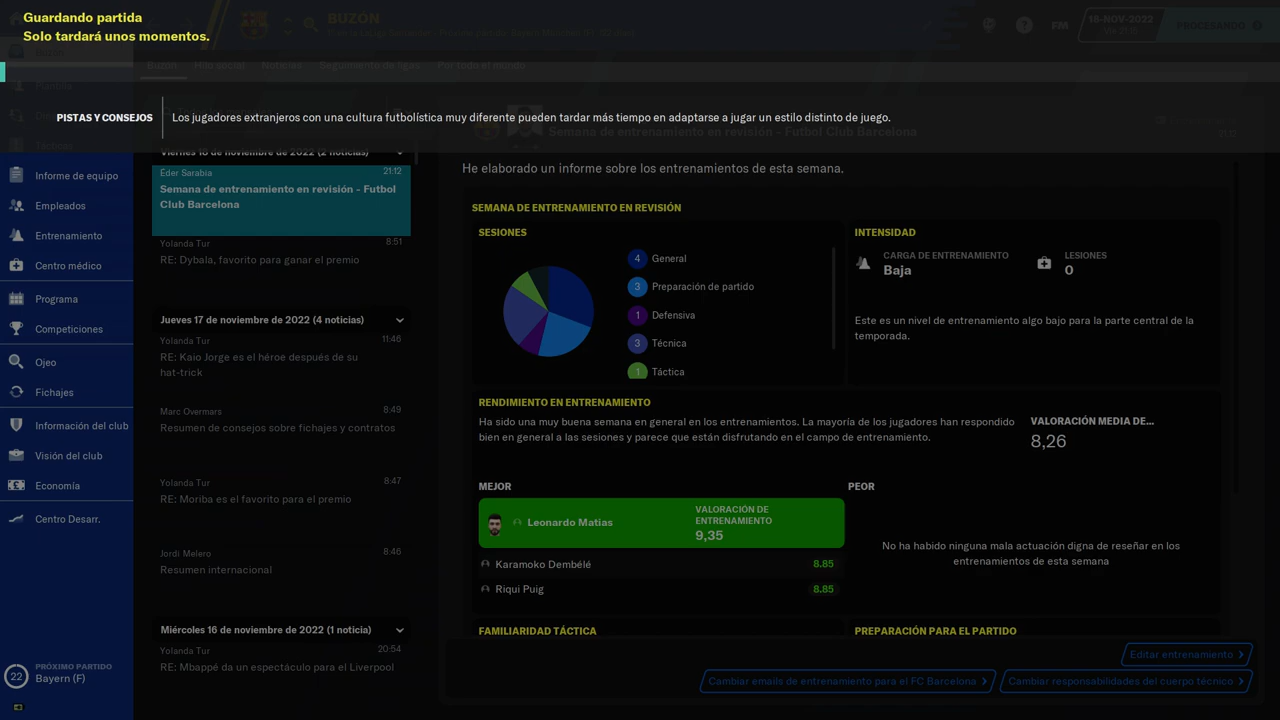 Guardando partida
Solo tardará unos momentos.
BUZÓN
18-NOV-2022
PROCESANDO
FM
Buzón
Noticias
Seguimiento de ligas
Por todo el mundo
PISTAS Y CONSEJOS
Los jugadores extranjeros con una cultura futbolística muy diferente pueden tardar más tiempo en adaptarse a jugar un estilo distinto de juego.
Semana de entrenamiento en revisión - Futbol Club Barcelona
Informe de equipo
Empleados
Entrenamiento
Centro médico
Programa
Competiciones
Ojeo
Fichajes
Información del club
Visión del club
Economía
Centro Desarr.
22
PRÓXIMO PARTIDO
Bayern (F)
Viernes 18 de noviembre de 2022 (2 noticias)
Eder Sarabia
21:12
Semana de entrenamiento en revisión - Futbol
Club Barcelona
Yolanda Tur
8:51
RE: Dybala, favorito para ganar el premio
Jueves 17 de noviembre de 2022 (4 noticias)
Yolanda Tur
11:46
RE: Kaio Jorge es el héroe después de su
hat-trick
Marc Overmars
8:49
Resumen de consejos sobre fichajes y contratos
Yolanda Tur
8:47
RE: Moriba es el favorito para el premio
Jordi Melero
8:46
Resumen internacional
Miércoles 16 de noviembre de 2022 (1 noticia)
Yolanda Tur
20:54
RE: Mbappé da un espectáculo para el Liverpool
He elaborado un informe sobre los entrenamientos de esta semana.
SEMANA DE ENTRENAMIENTO EN REVISIÓN
SESIONES
4 General
3 Preparación de partido
1 Defensiva
3 Técnica
1 Táctica
INTENSIDAD
CARGA DE ENTRENAMIENTO
Baja
LESIONES
0
Este es un nivel de entrenamiento algo bajo para la parte central de la
temporada.
RENDIMIENTO EN ENTRENAMIENTO
Ha sido una muy buena semana en general en los entrenamientos. La mayoría de los jugadores han respondido
bien en general a las sesiones y parece que están disfrutando en el campo de entrenamiento.
VALORACIÓN MEDIA DE...
8,26
MEJOR
Leonardo Matias
VALORACIÓN DE
ENTRENAMIENTO
9,35
Karamoko Dembélé
8.85
Riqui Puig
8.85
PEOR
No ha habido ninguna mala actuación digna de reseñar en los
entrenamientos de esta semana
FAMILIARIDAD TÁCTICA
PREPARACIÓN PARA EL PARTIDO
Editar entrenamiento
Cambiar emails de entrenamiento para el FC Barcelona
Cambiar responsabilidades del cuerpo técnico